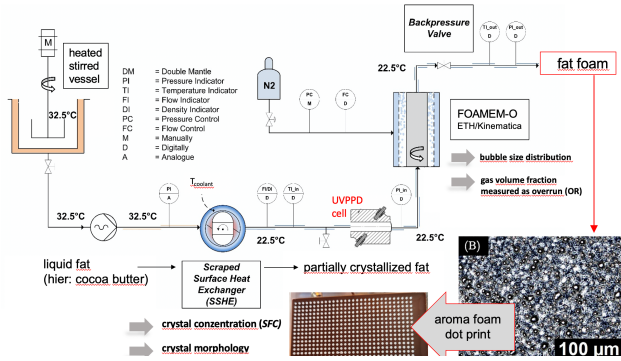 Backpressure
Valve
TI_out
D
PI_out
D
M
heated
stirred
vessel
DM = Double Mantle
PI = Pressure Indicator
TI = Temperature Indicator
FI = Flow Indicator
DI = Density Indicator
PC = Pressure Control
FC = Flow Control
M = Manually
D = Digitally
A = Analogue
N2
PC
M
FC
D
22.5°C
fat foam
32.5°C
FOAMEM-O
ETH/Kinematica
bubble size distribution
gas volume fraction
measured as overrun (OR)
Tcoolant
PI
A
FI/DI
D
TI_in
D
UVPPD
cell
PI_in
D
32.5°C
32.5°C
22.5°C
22.5°C
liquid fat
(hier: cocoa butter)
Scraped
Surface Heat
Exchanger
(SSHE)
partially crystallized fat
crystal conzentration (SFC)
crystal morphology
aroma foam
dot print
(B)
100 µm